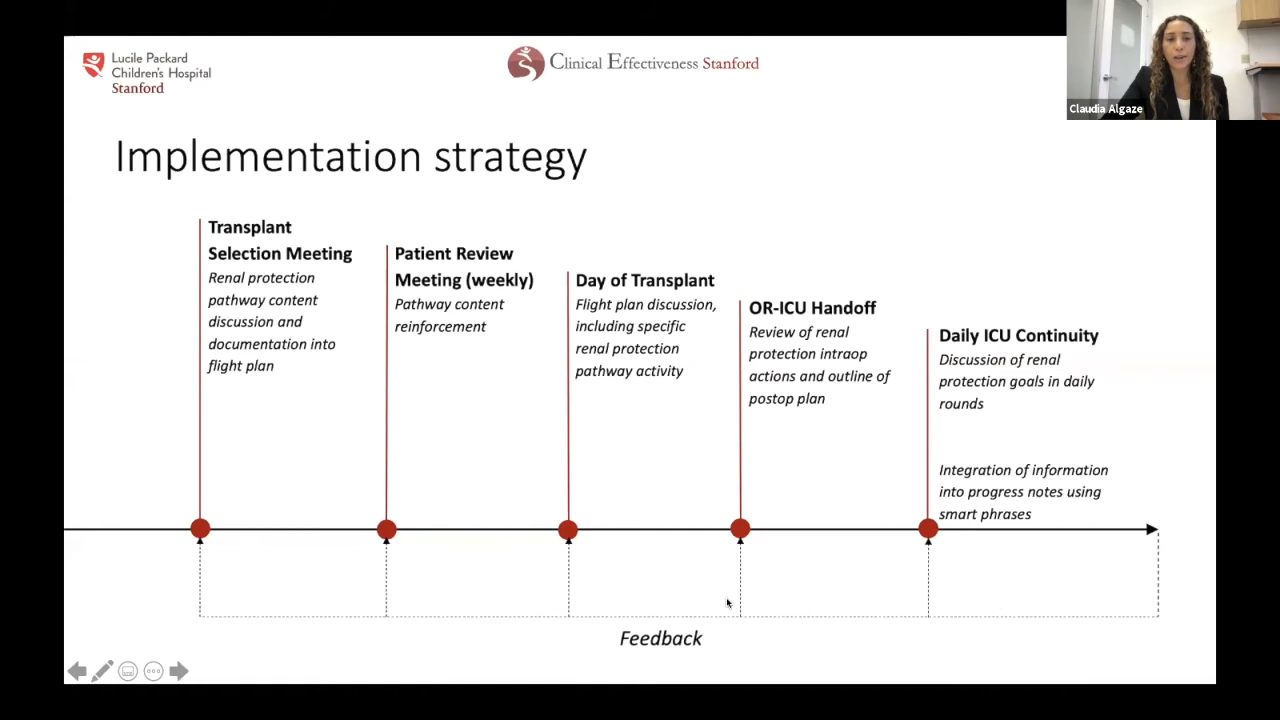 Lucile Packard
Children's Hospital
Stanford
Clinical Effectiveness Stanford
Claudia Algaze
Implementation strategy
Transplant
Selection Meeting
Renal protection
pathway content
discussion and
documentation into
flight plan
Patient Review
Meeting (weekly)
Pathway content
reinforcement
Day of Transplant
Flight plan discussion,
including specific
renal protection
pathway activity
OR-ICU Handoff
Review of renal
protection intraop
actions and outline of
postop plan
Daily ICU Continuity
Discussion of renal
protection goals in daily
rounds
Integration of information
into progress notes using
smart phrases
Feedback